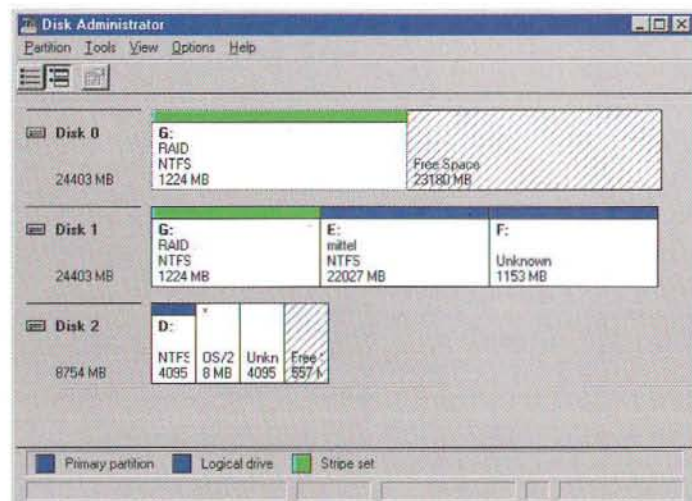 Disk Administrator
Partition Tools View Options Help
Disk 0
24403 MB
G:
RAID
NTFS
1224 MB
Free Space
23180 MB
Disk 1
24403 MB
G:
RAID
NTFS
1224 MB
E:
mittel
NTFS
22027 MB
F:
Unknown
1153 MB
Disk 2
8754 MB
D:
NTFS
4095
OS/2
8 MB
Unkn
4095
Free
557
Primary partition Logical drive Stripe set